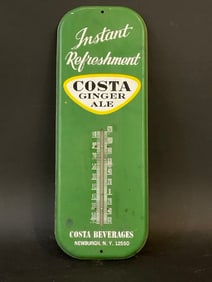 Instant
Refreshment
COSTA
GINGER
ALE
COSTA BEVERAGES
NEWBURGH, N. Y. 12550